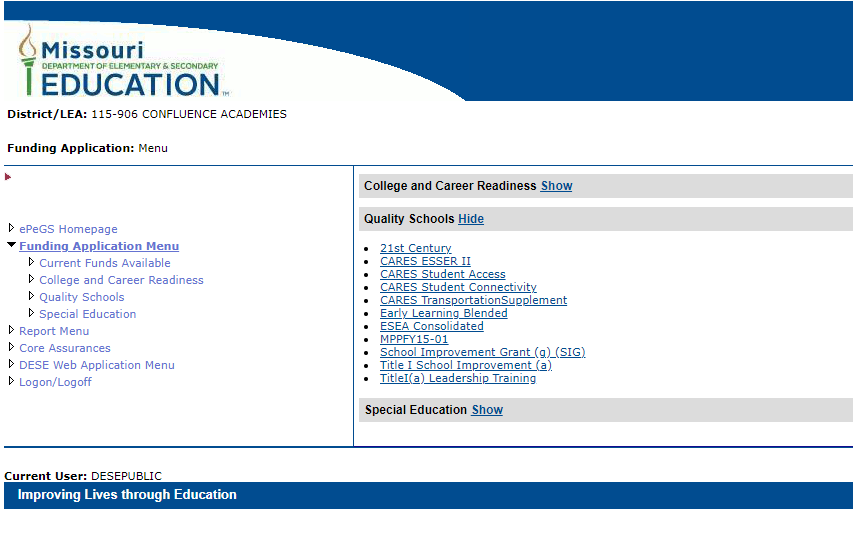 Missouri
DEPARTMENT OF ELEMENTARY & SECONDARY
EDUCATION™
District/LEA: 115-906 CONFLUENCE ACADEMIES
Funding Application: Menu
ePeGS Homepage
Funding Application Menu
Current Funds Available
College and Career Readiness
Quality Schools
Special Education
Report Menu
Core Assurances
DESE Web Application Menu
Logon/Logoff
College and Career Readiness Show
Quality Schools Hide
21st Century
CARES ESSER II
CARES Student Access
CARES Student Connectivity
CARES TransportationSupplement
Early Learning Blended
ESEA Consolidated
MPPFY15-01
School Improvement Grant (g) (SIG)
Title I School Improvement (a)
TitleI(a) Leadership Training
Special Education Show
Current User: DESEPUBLIC
Improving Lives through Education